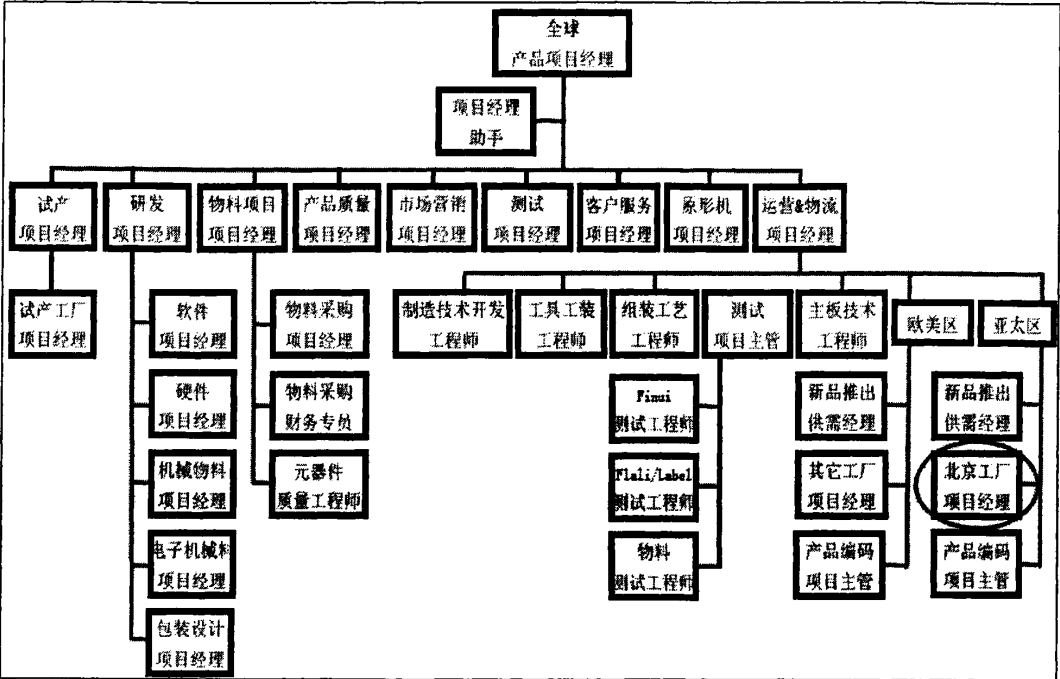 全球
产品项目经理
项目经理
助手
试产
项目经理
研发
项目经理
物料项目
项目经理
产品质量
项目经理
市场营销
项目经理
测试
项目经理
客户服务
项目经理
原形机
项目经理
运营&物流
项目经理
试产工厂
项目经理
软件
项目经理
硬件
项目经理
机械物料
项目经理
电子机械料
项目经理
包装设计
项目经理
物料采购
项目经理
物料采购
财务专员
元器件
质量工程师
制造技术开发
工程师
工具工装
工程师
组装工艺
工程师
测试
项目主管
主板技术
工程师
欧美区
亚太区
Finui
测试工程师
Flali/Label
测试工程师
物料
测试工程师
新品推出
供需经理
其它工厂
项目经理
产品编码
项目主管
新品推出
供需经理
北京工厂
项目经理
产品编码
项目主管